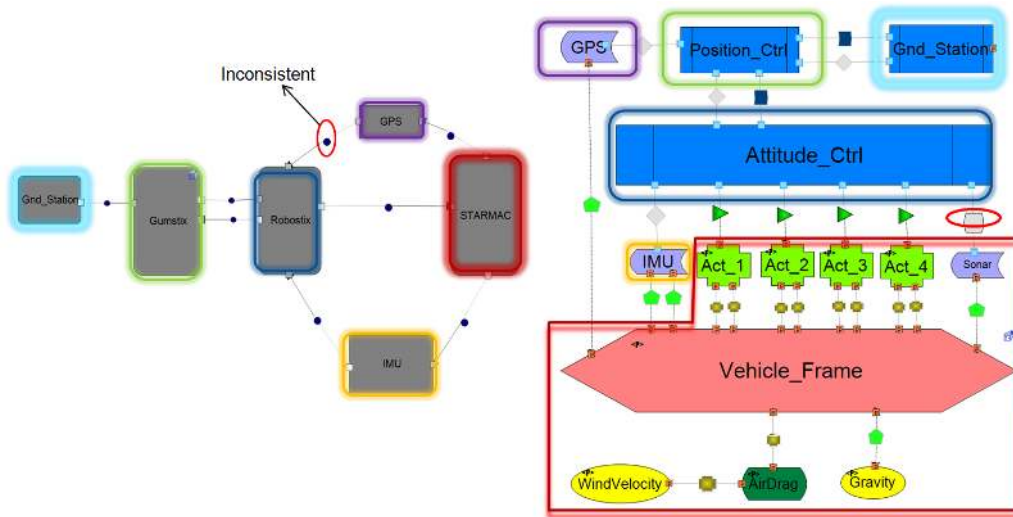 Inconsistent
GPS
Gnd_Station
Gumstix
Robostix
STARMAC
IMU
GPS
Position_Ctrl
Gnd_Station
Attitude_Ctrl
IMU
Act_1
Act_2
Act_3
Act_4
Sonar
Vehicle_Frame
WindVelocity
AirDrag
Gravity